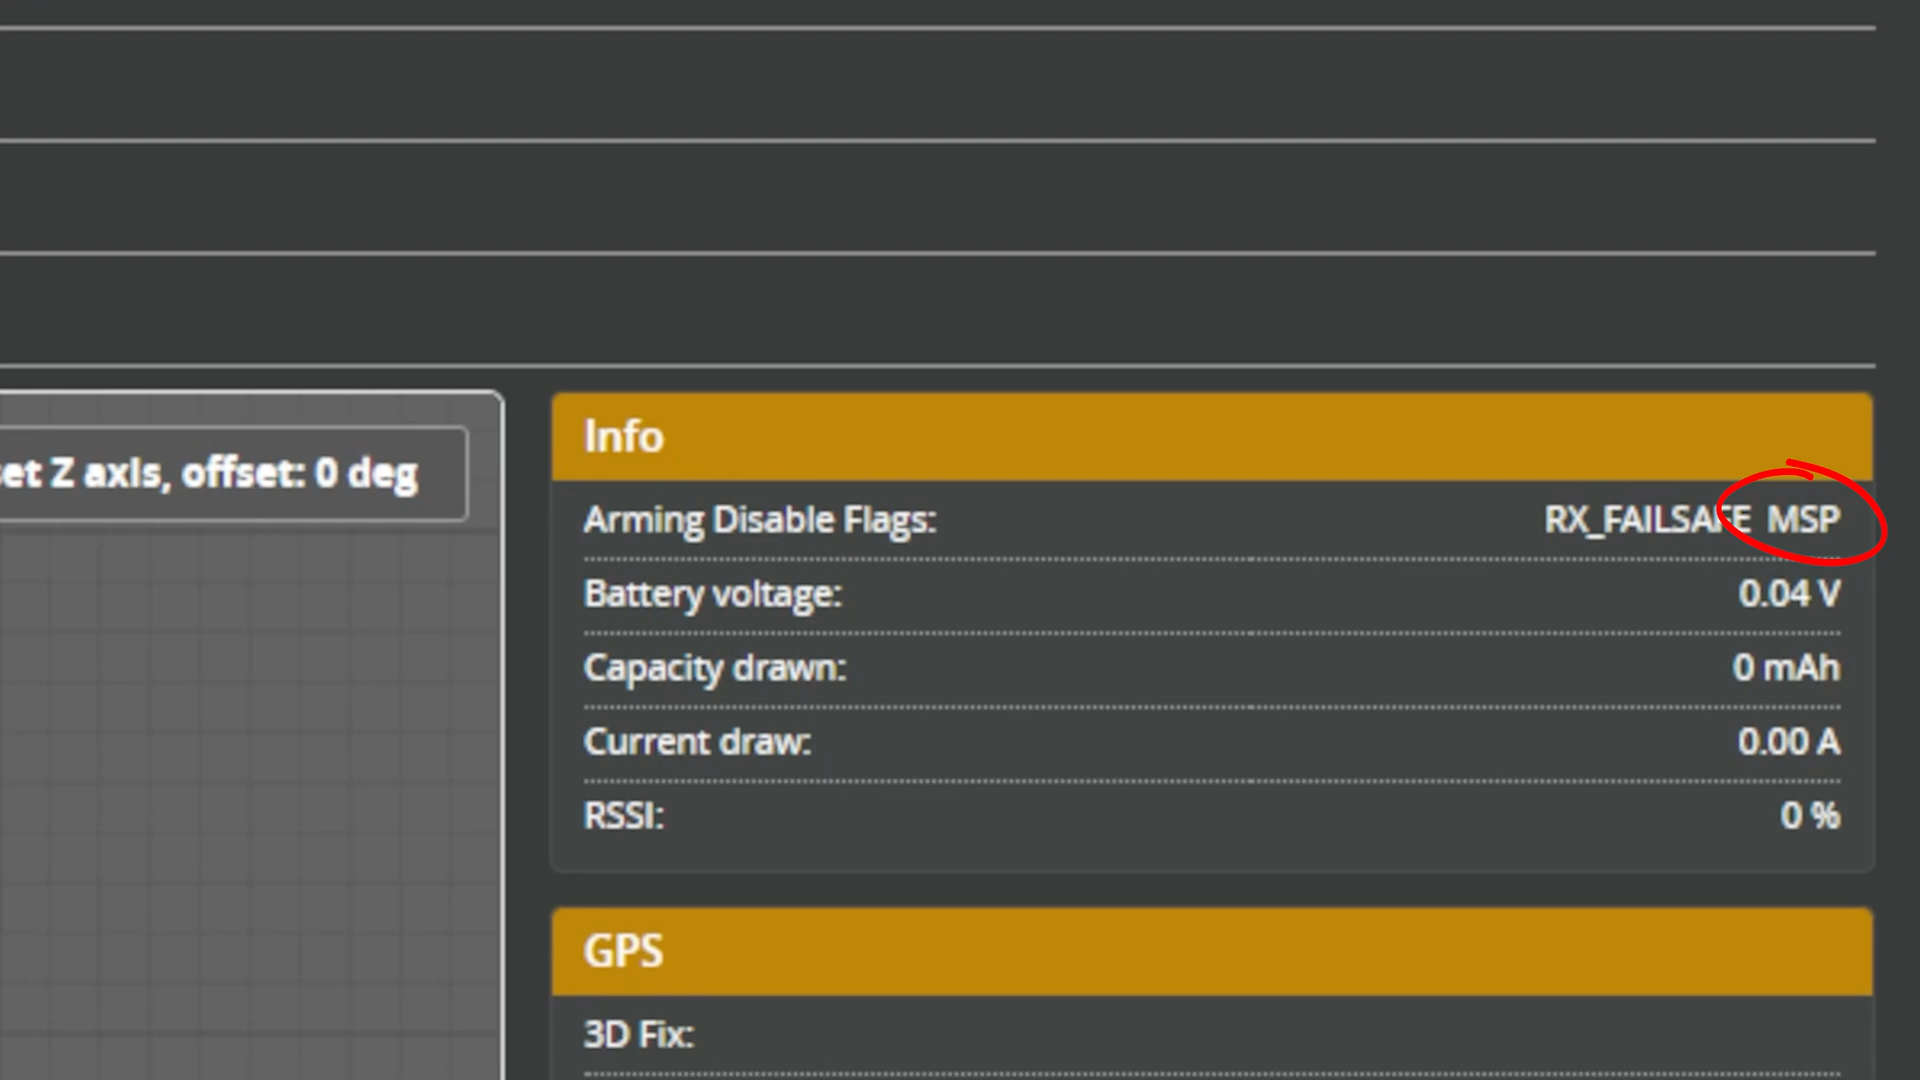 et Z axis, offset: 0 deg
Info
Arming Disable Flags: RX_FAILSAFE MSP
Battery voltage: 0.04 V
Capacity drawn: 0 mAh
Current draw: 0.00 A
RSSI: 0 %
GPS
3D Fix: